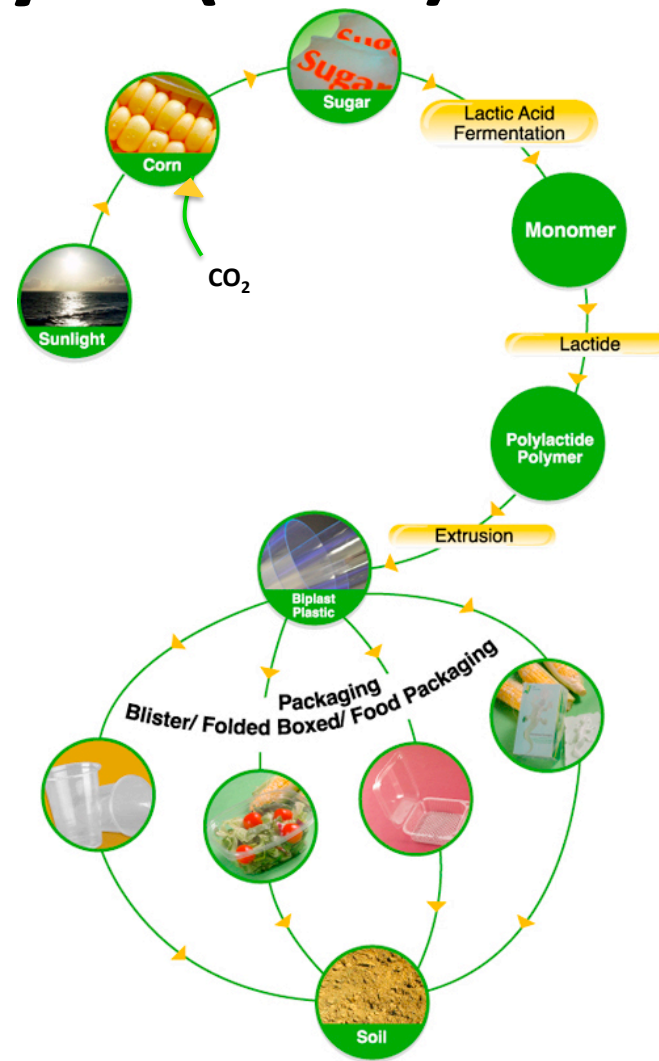 Sugar
Sugar
Sugar
Corn
Lactic Acid
Fermentation
Monomer
CO₂
Sunlight
Lactide
Polylactide
Polymer
Extrusion
Biplast
Plastic
Packaging
Blister/ Folded Boxed/ Food Packaging
Soil